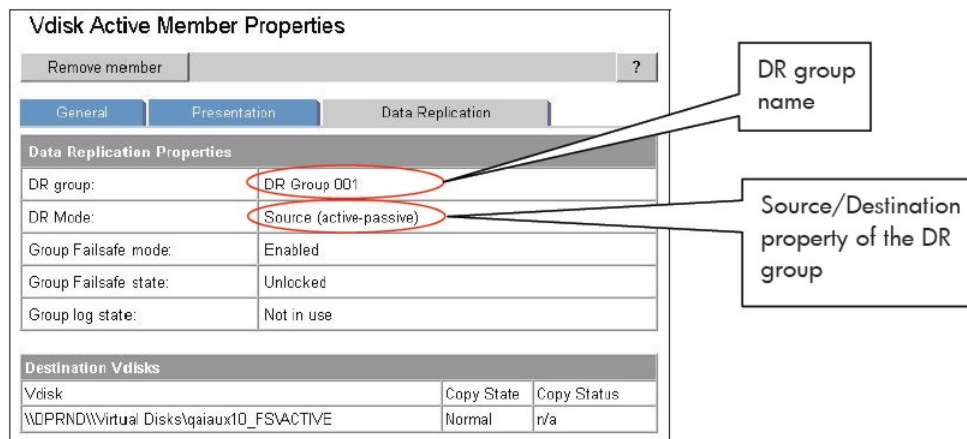 Vdisk Active Member Properties
Remove member
?
General Presentation Data Replication
Data Replication Properties
DR group: DR Group 001
DR Mode: Source (active-passive)
Group Failsafe mode: Enabled
Group Failsafe state: Unlocked
Group log state: Not in use
Destination Vdisks
Vdisk Copy State Copy Status
\\DPRND\\Virtual Disks\qaiaux10_FS\ACTIVE Normal n/a
DR group
name
Source/Destination
property of the DR
group